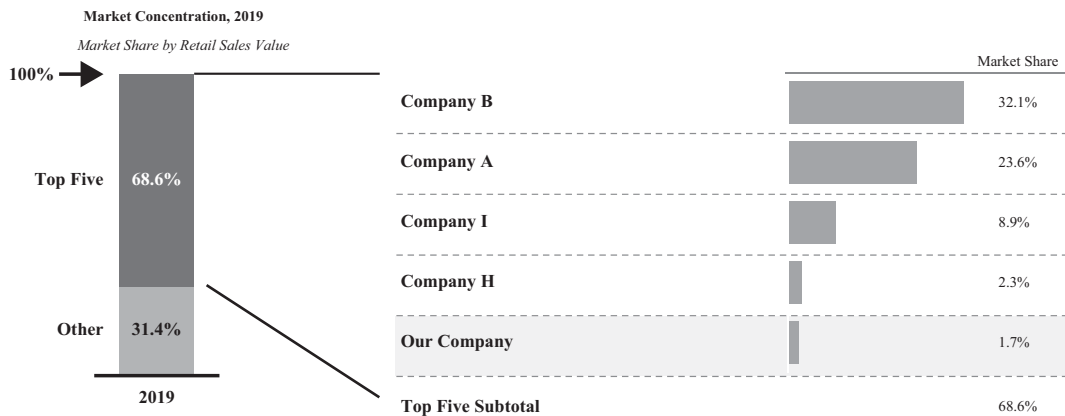 Market Concentration, 2019
Market Share by Retail Sales Value
100%
Top Five
68.6%
Other
31.4%
2019
Market Share
Company B 32.1%
Company A 23.6%
Company I 8.9%
Company H 2.3%
Our Company 1.7%
Top Five Subtotal 68.6%